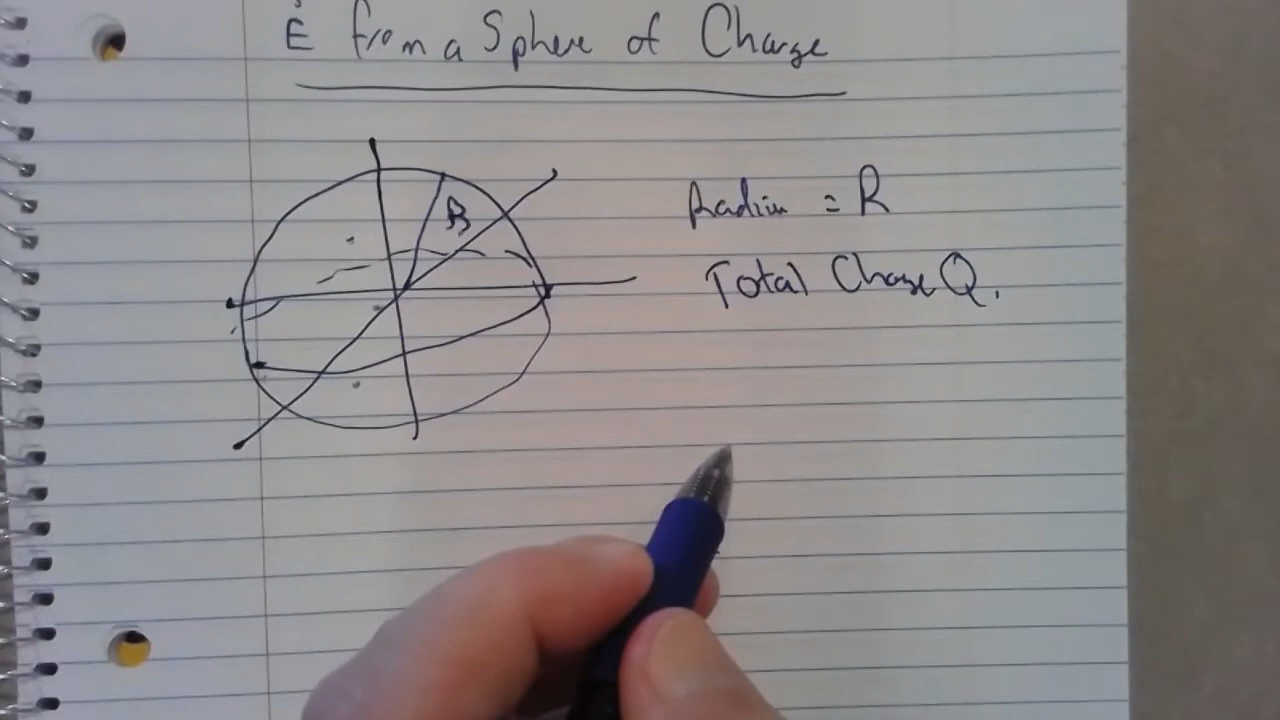 E from a Sphere of Charge
R
Radius = R
Total Charge Q.